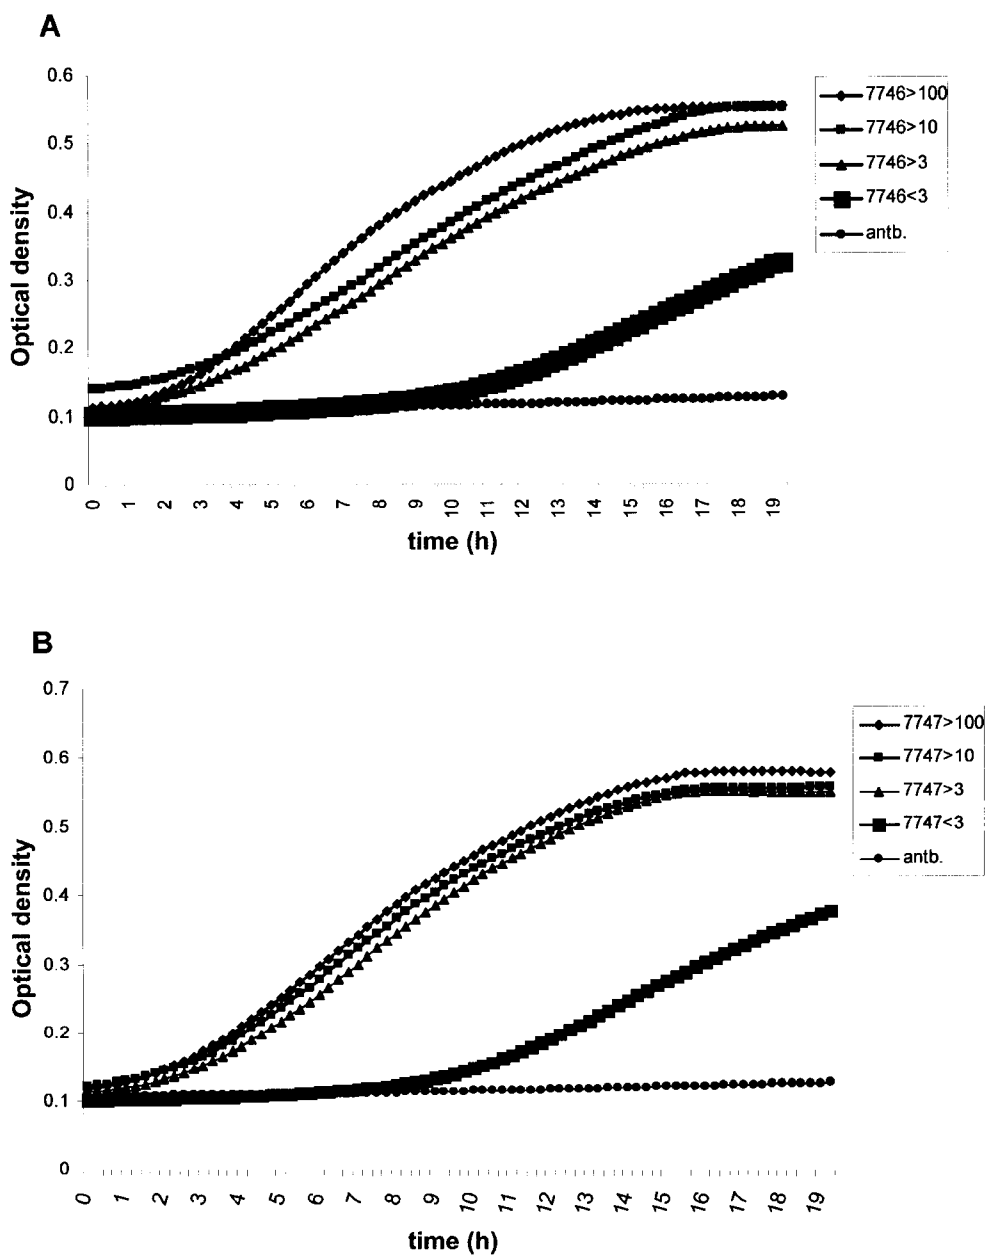 A
0.6
0.5
0.4
0.3
0.2
0.1
0
Optical density
0 1 2 3 4 5 6 7 8 9 10 11 12 13 14 15 16 17 18 19
time (h)
7746>100
7746>10
7746>3
7746<3
antb.
B
0.7
0.6
0.5
0.4
0.3
0.2
0.1
0
Optical density
0 1 2 3 4 5 6 7 8 9 10 11 12 13 14 15 16 17 18 19
time (h)
7747>100
7747>10
7747>3
7747<3
antb.